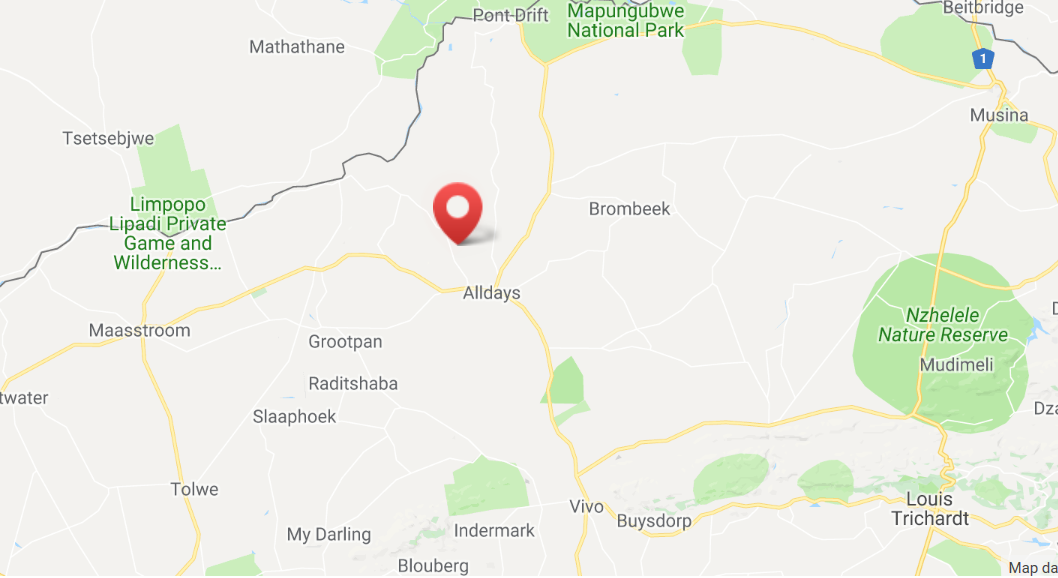 Pont Drift
Mapungubwe
National Park
Beitbridge
Mathathane
1
Musina
Tsetsebjwe
Limpopo
Lipadi Private
Game and
Wilderness...
Brombeek
Alldays
Nzhelele
Nature Reserve
Maasstroom
Grootpan
Mudimeli
Raditshaba
twater
Slaaphoek
Dza
Tolwe
Louis
Trichardt
Vivo
Buysdorp
My Darling
Indermark
Blouberg
Map da